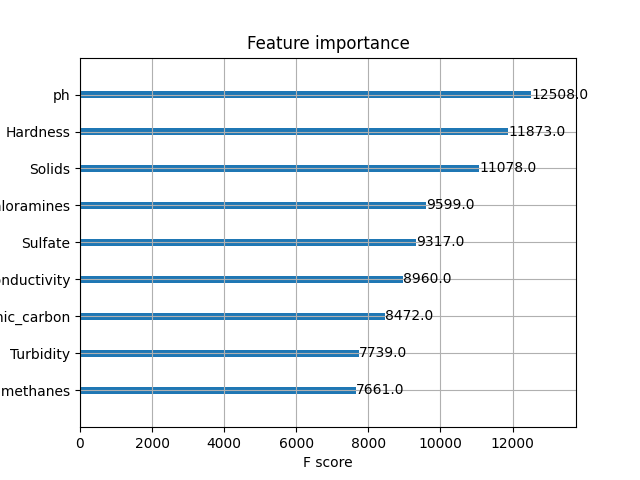 Feature importance
ph 12508.0
Hardness 11873.0
Solids 11078.0
loramines 9599.0
Sulfate 9317.0
nductivity 8960.0
nic_carbon 8472.0
Turbidity 7739.0
methanes 7661.0
0 2000 4000 6000 8000 10000 12000
F score